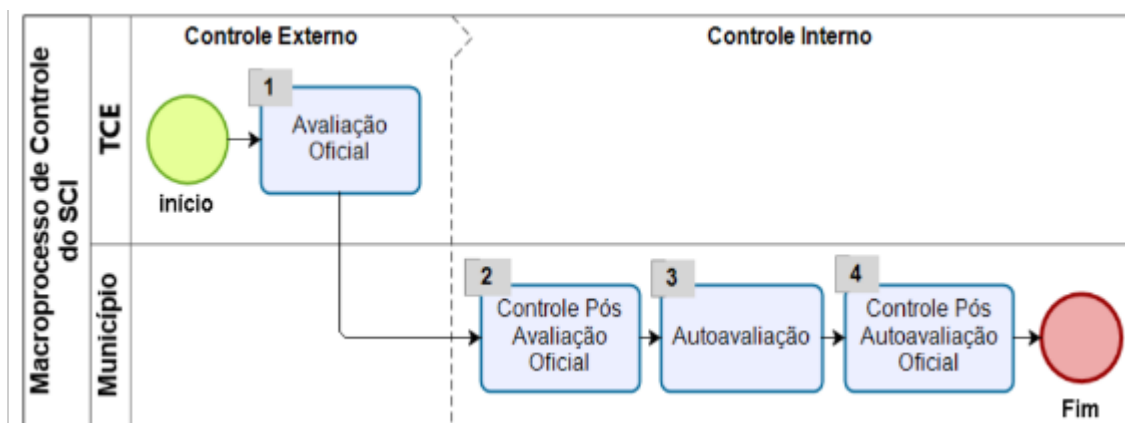 Macroprocesso de Controle
do SCI
TCE
Município
Controle Externo
Controle Interno
início
1
Avaliação
Oficial
2
Controle Pós
Avaliação
Oficial
3
Autoavaliação
4
Controle Pós
Autoavaliação
Oficial
Fim